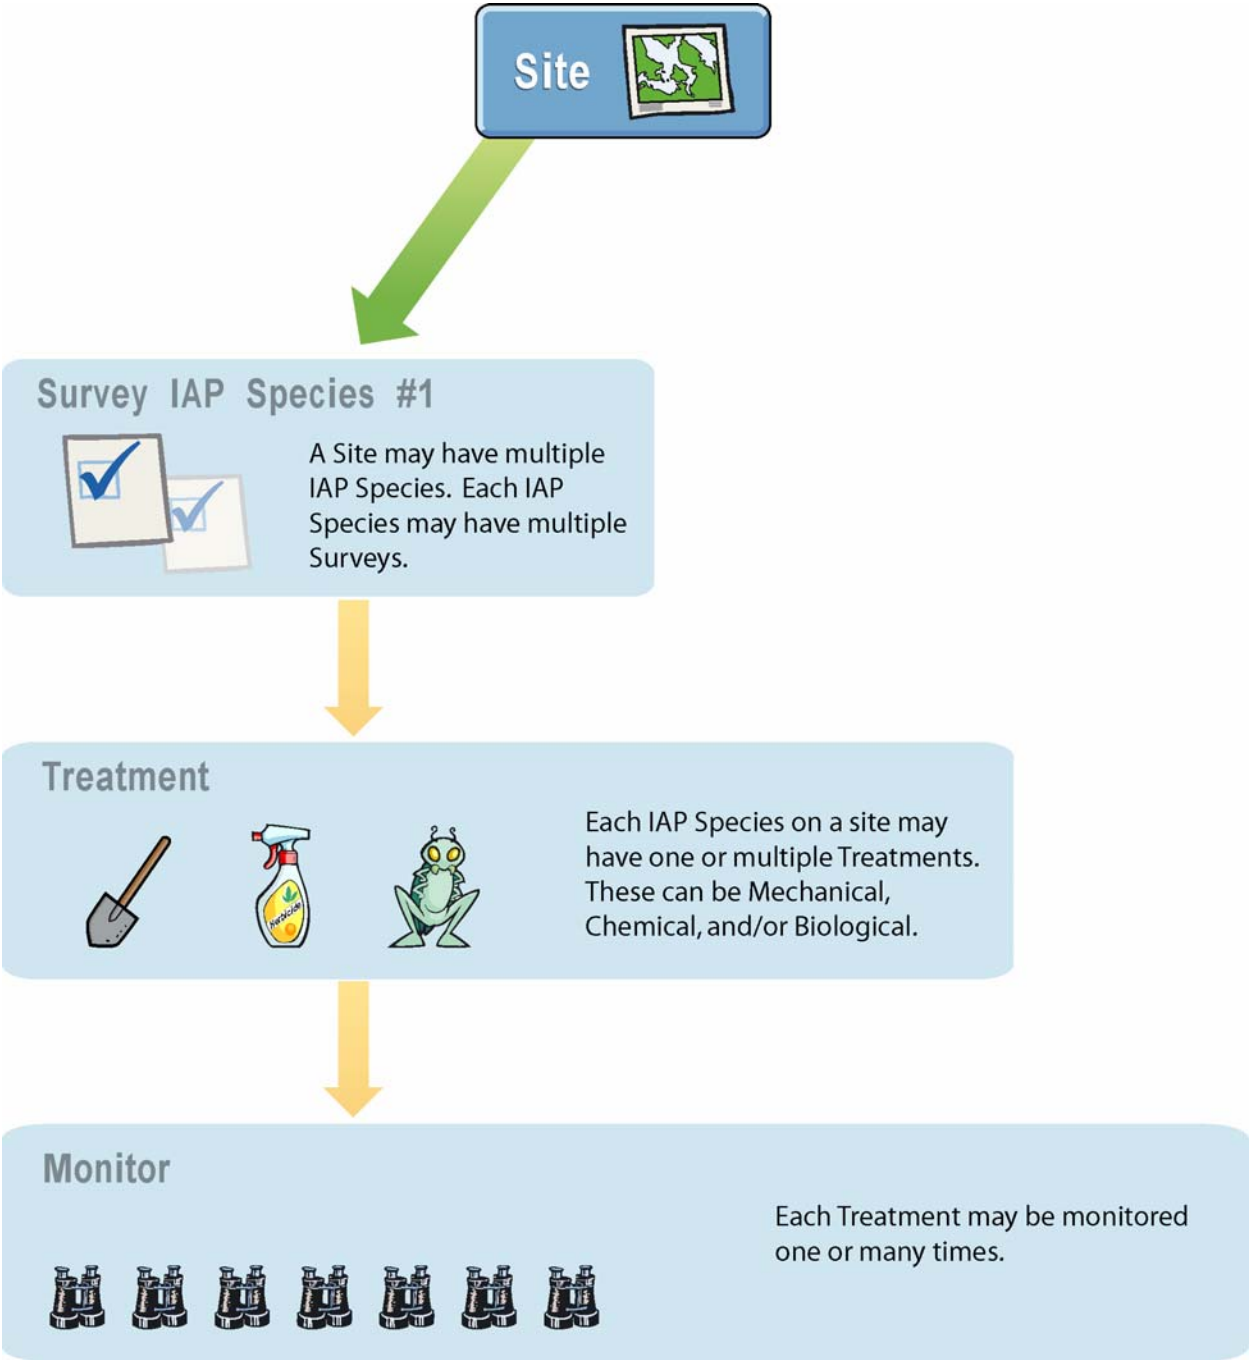 Site
Survey IAP Species #1
A Site may have multiple
IAP Species. Each IAP
Species may have multiple
Surveys.
Treatment
Herbicide
Each IAP Species on a site may
have one or multiple Treatments.
These can be Mechanical,
Chemical, and/or Biological.
Monitor
Each Treatment may be monitored
one or many times.